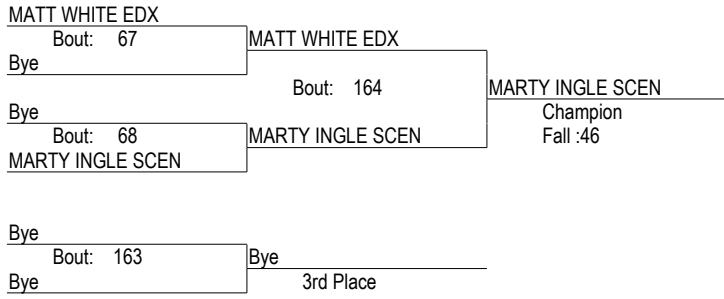 MATT WHITE EDX
Bout: 67
MATT WHITE EDX
Bye
Bout: 164
MARTY INGLE SCEN
Bye
Champion
Bout: 68
MARTY INGLE SCEN
Fall :46
MARTY INGLE SCEN
Bye
Bout: 163
Bye
Bye
3rd Place